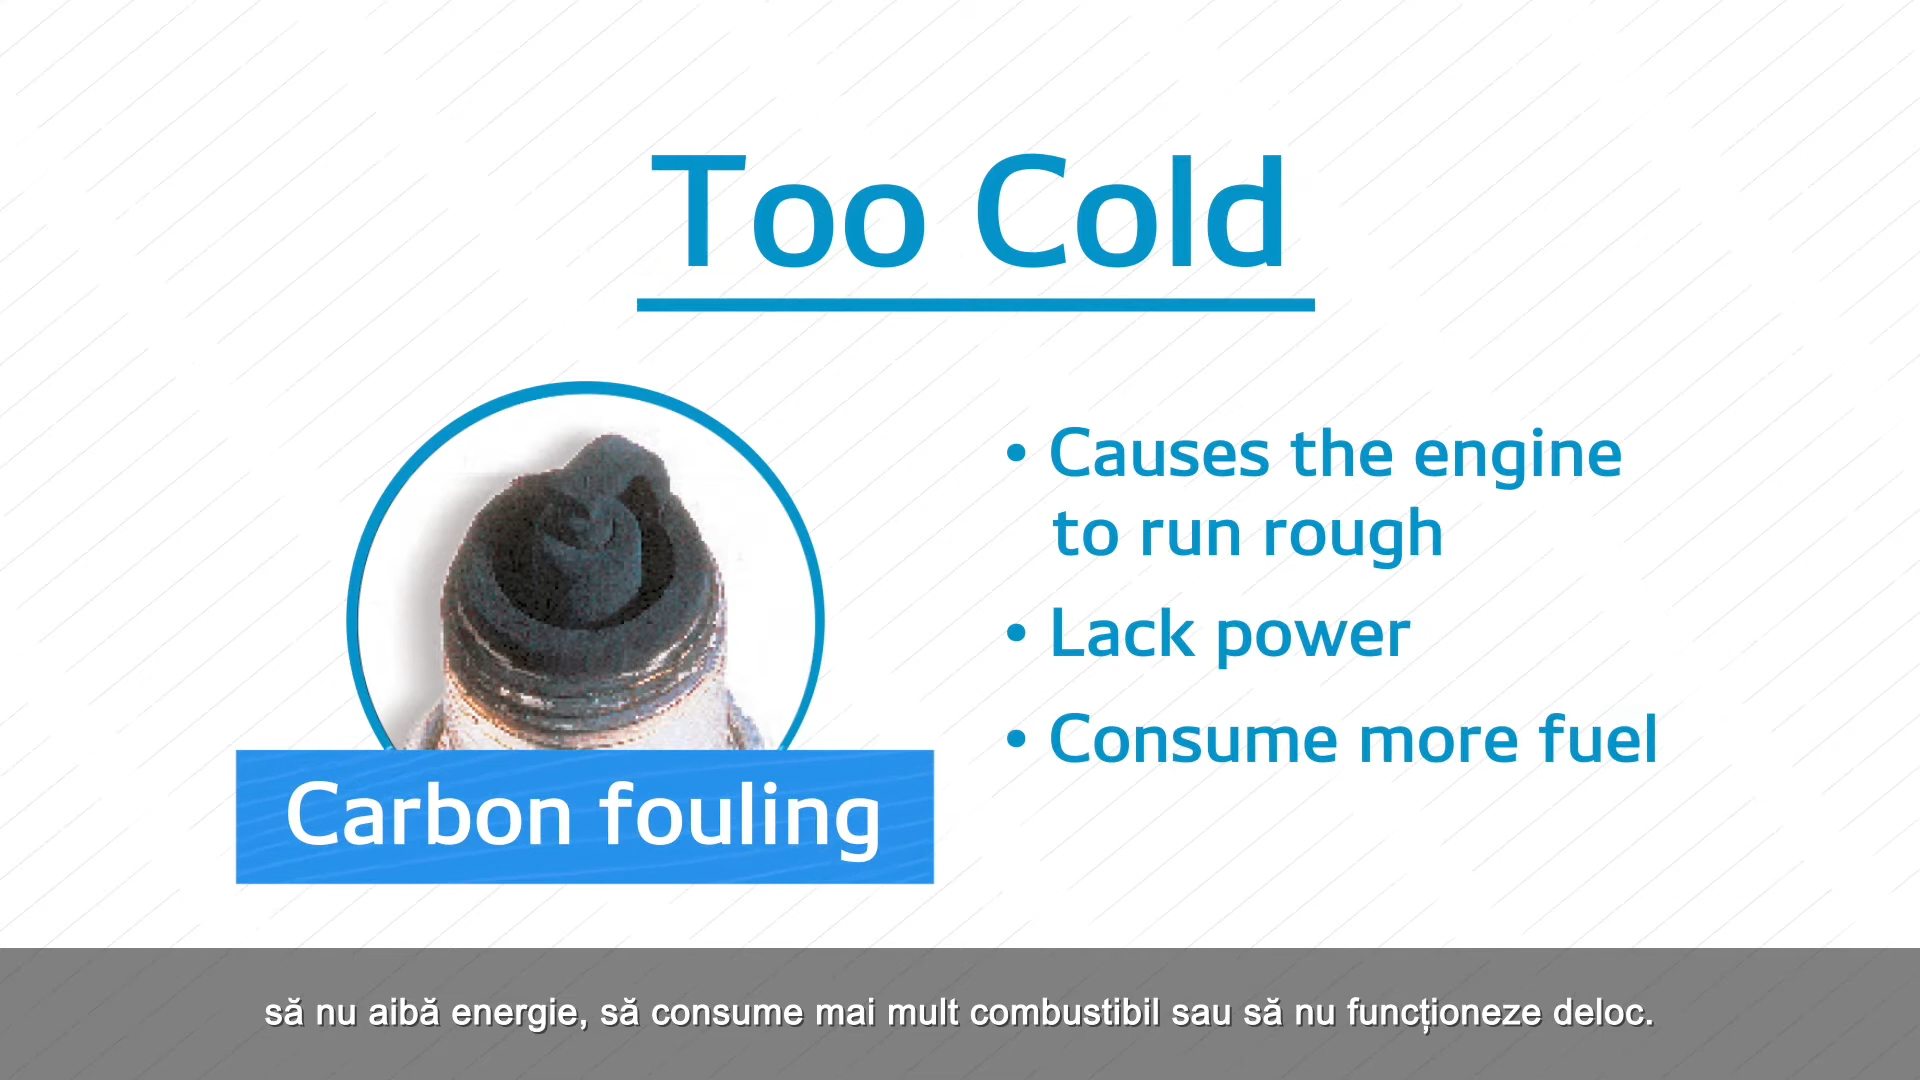 Too Cold
• Causes the engine
to run rough
• Lack power
• Consume more fuel
Carbon fouling
să nu aibă energie, să consume mai mult combustibil sau să nu funcționeze deloc.